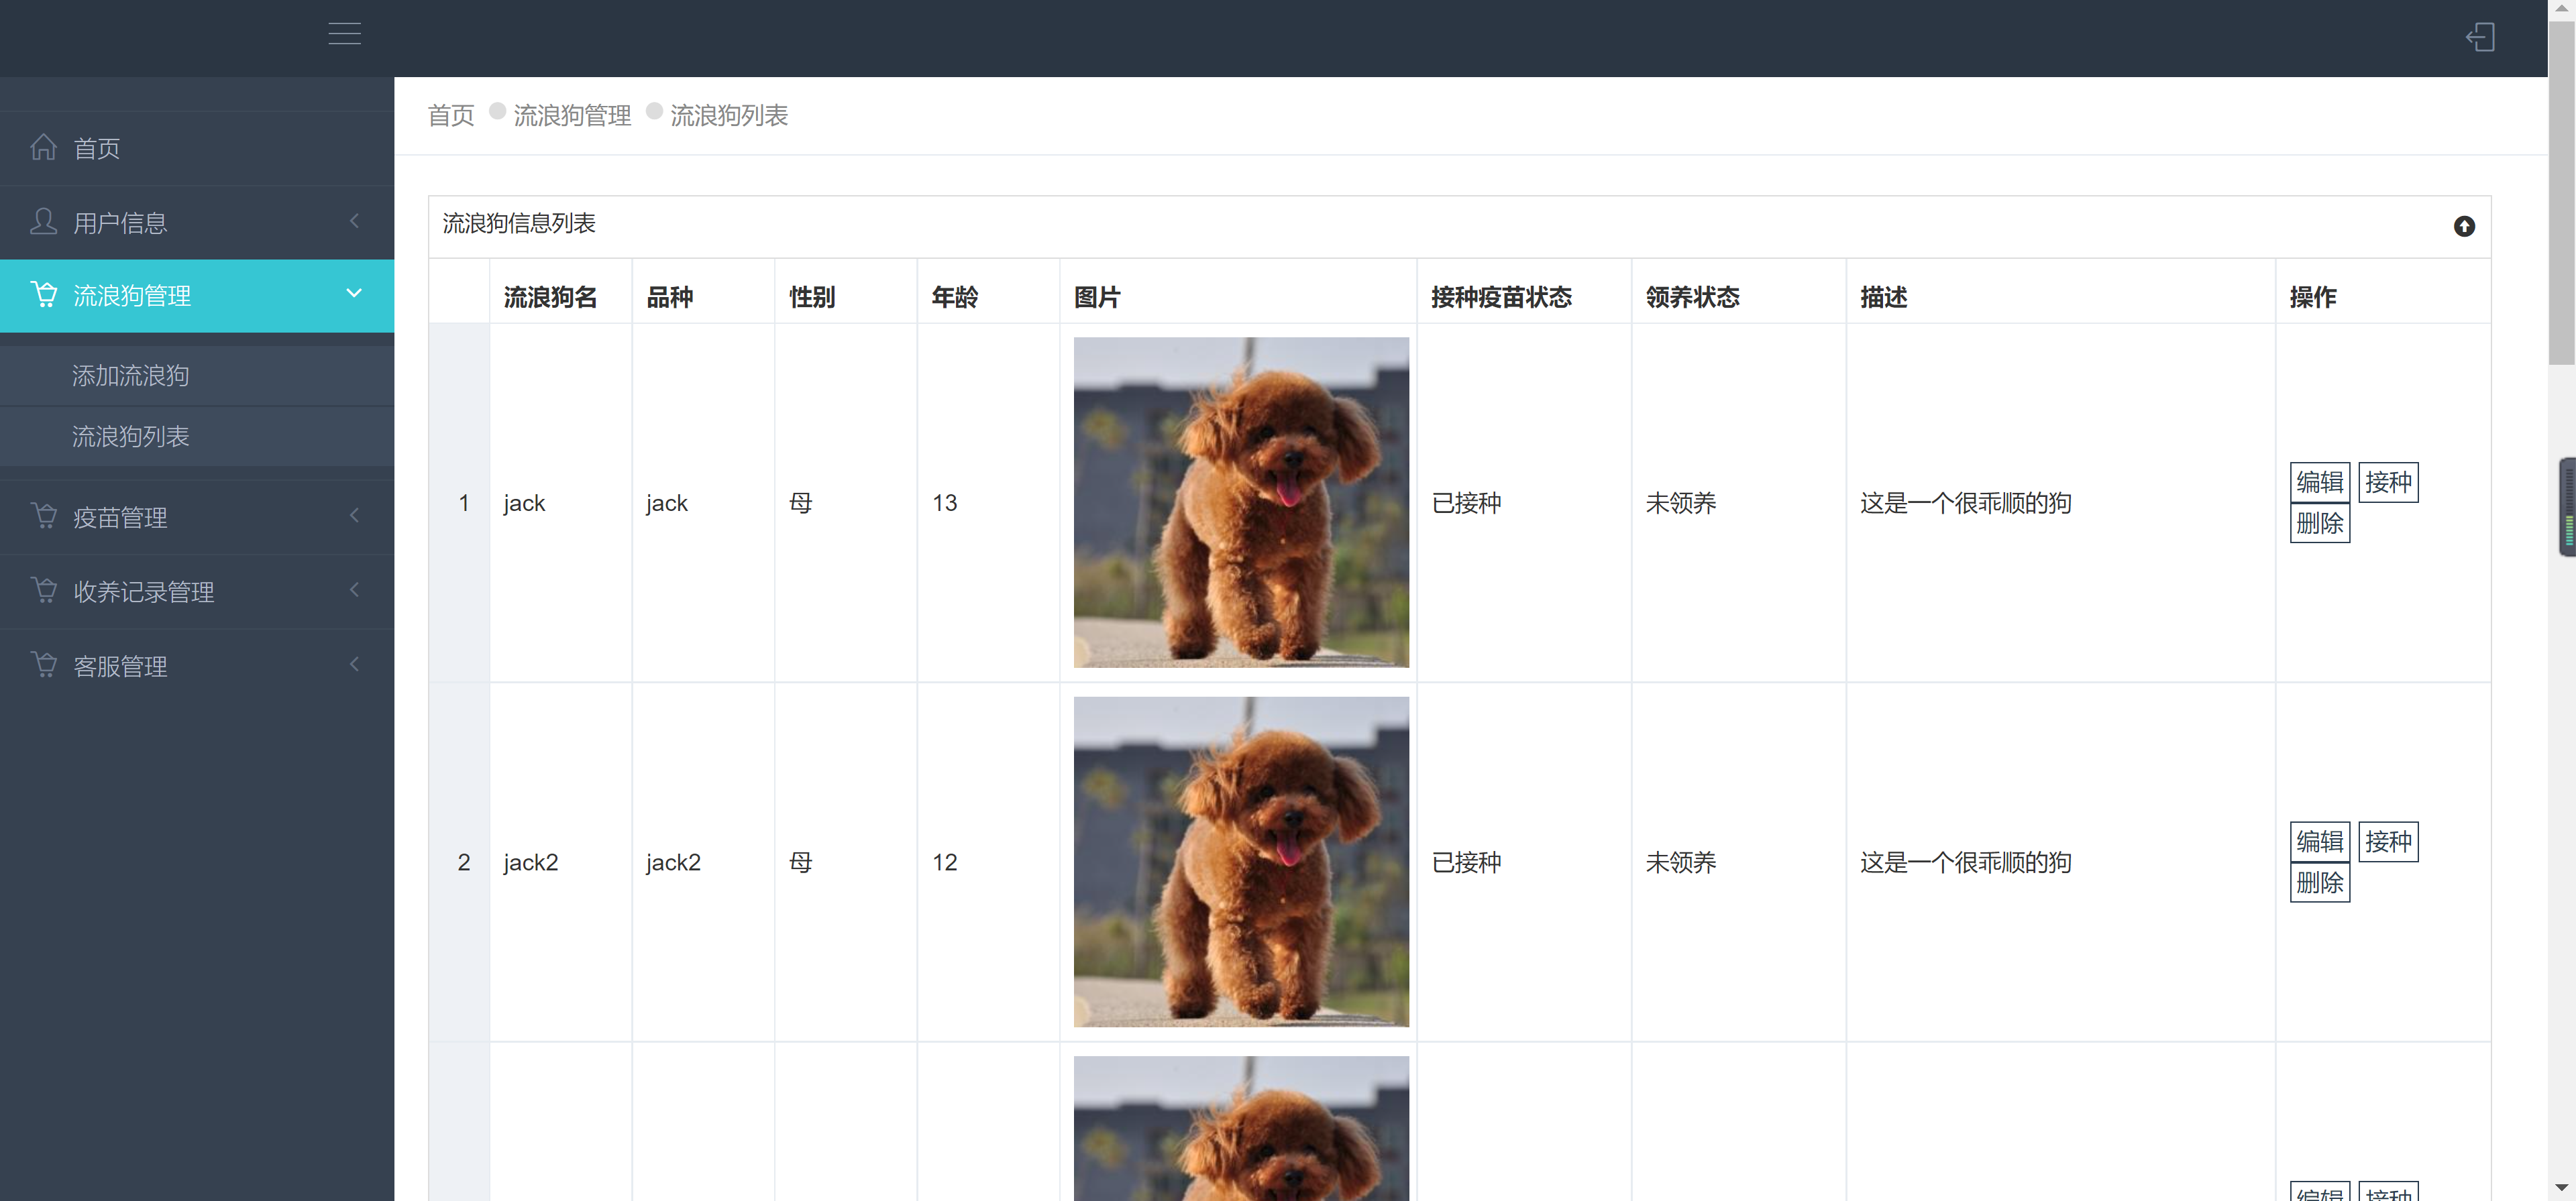 首页
用户信息
流浪狗管理
添加流浪狗
流浪狗列表
疫苗管理
收养记录管理
客服管理
首页 流浪狗管理 流浪狗列表
流浪狗信息列表
流浪狗名 品种 性别 年龄 图片 接种疫苗状态 领养状态 描述 操作
1 jack jack 母 13 已接种 未领养 这是一个很乖顺的狗 编辑 接种
删除
2 jack2 jack2 母 12 已接种 未领养 这是一个很乖顺的狗 编辑 接种
删除
编辑 接种